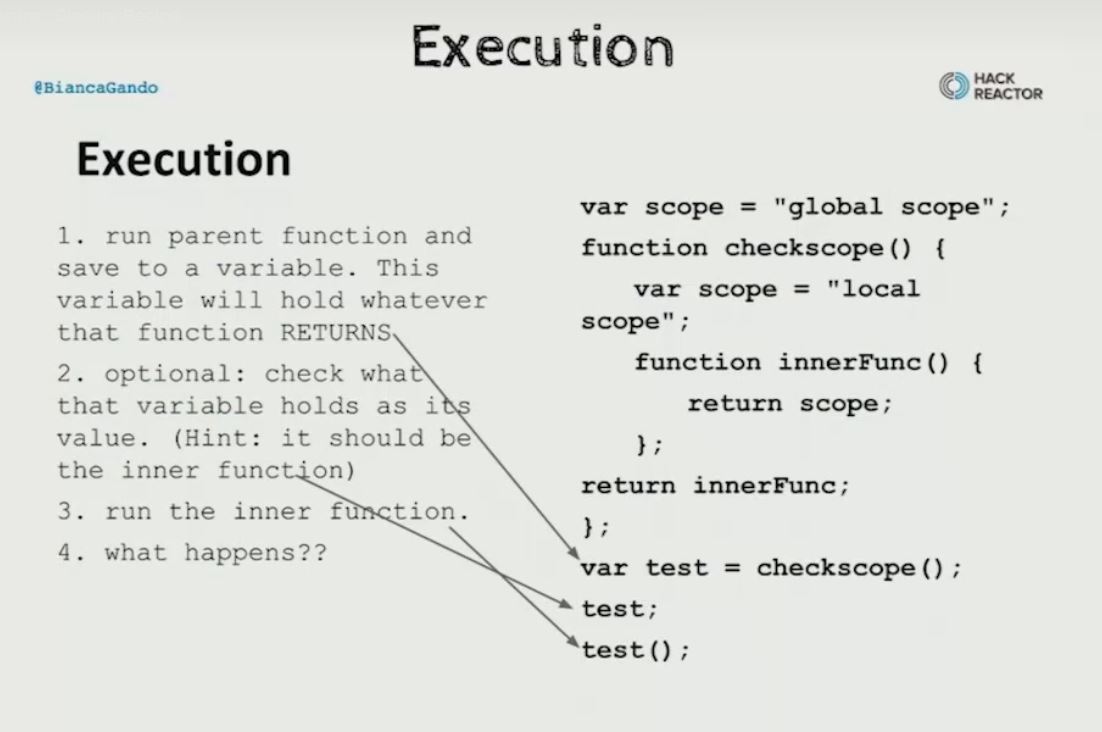 Execution
@BiancaGando
HACK
REACTOR
Execution
1. run parent function and
save to a variable. This
variable will hold whatever
that function RETURNS
2. optional: check what
that variable holds as its
value. (Hint: it should be
the inner function)
3. run the inner function.
4. what happens??
var scope = "global scope";
function checkscope() {
var scope = "local
scope";
function innerFunc() {
return scope;
};
return innerFunc;
};
var test = checkscope();
test;
test();